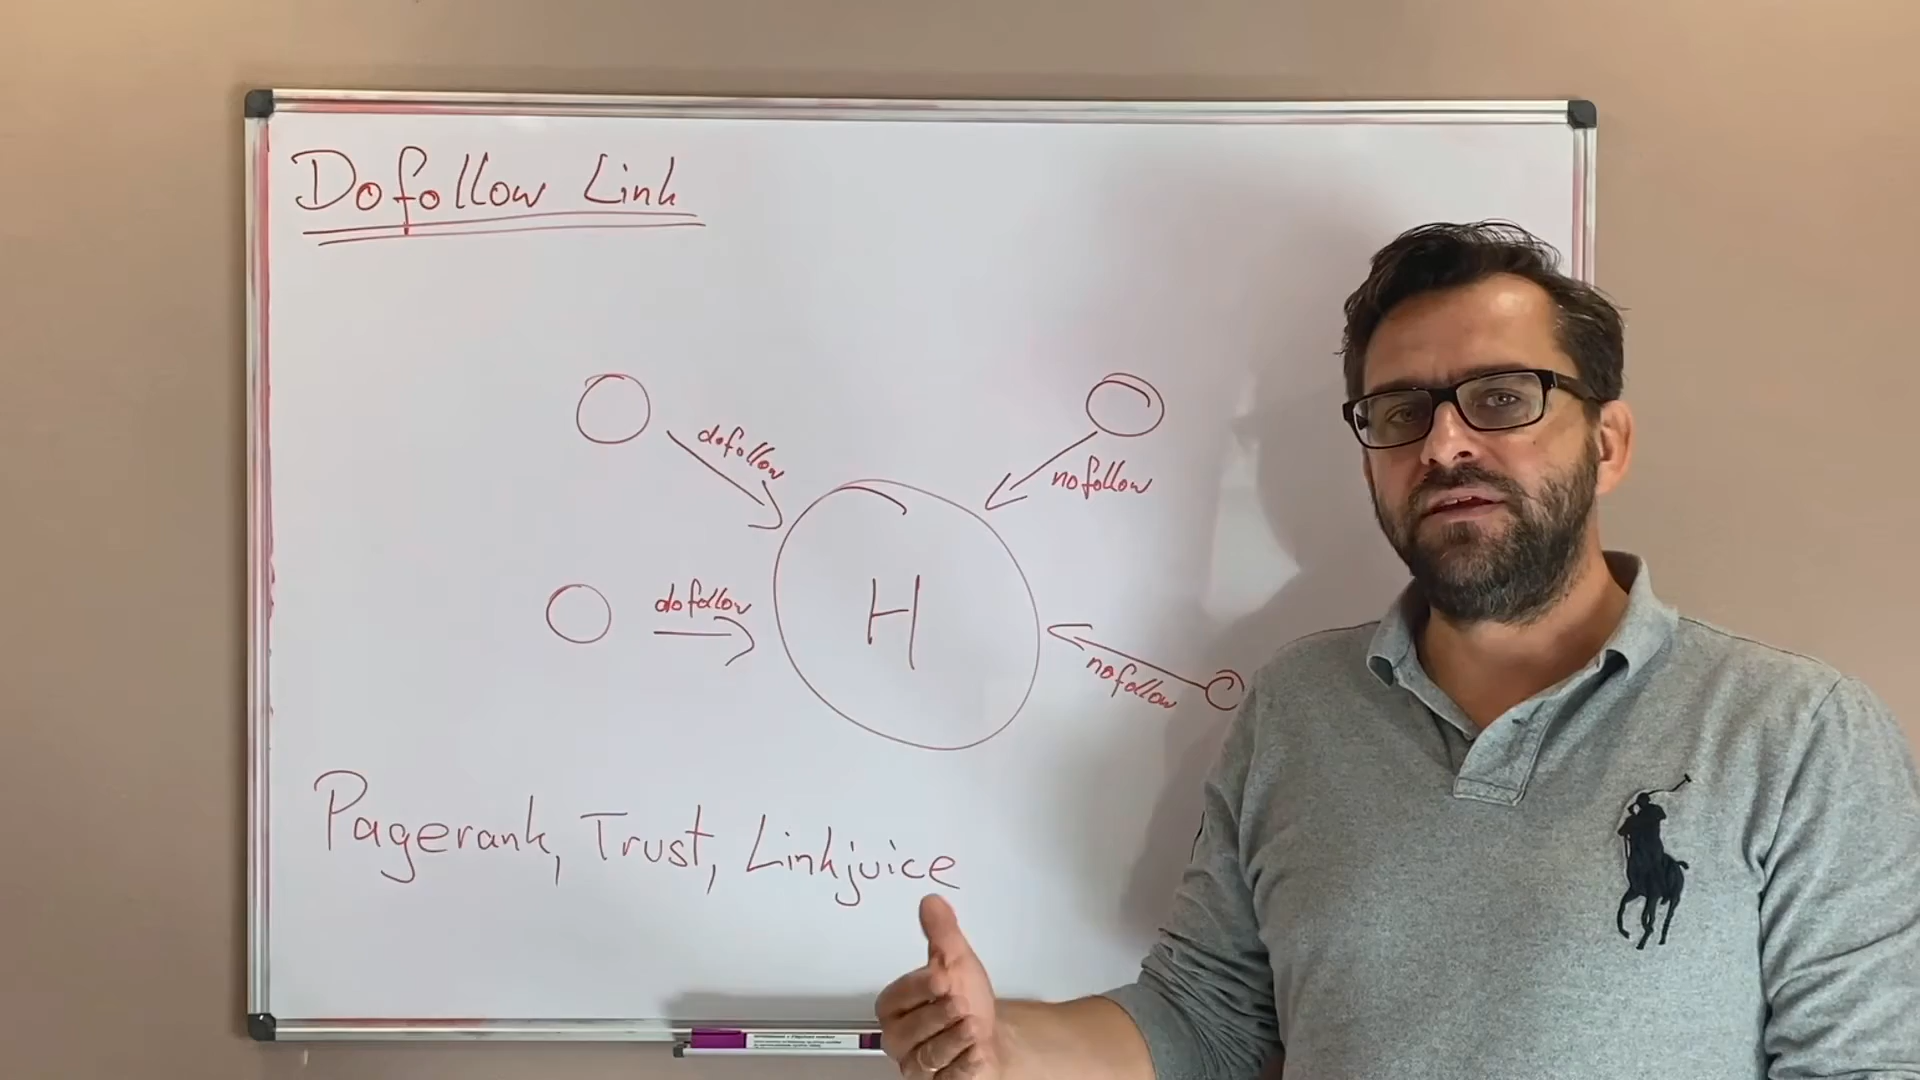 Dofollow Link
dofollow
nofollow
dofollow
H
nofollow
Pagerank, Trust, Linkjuice